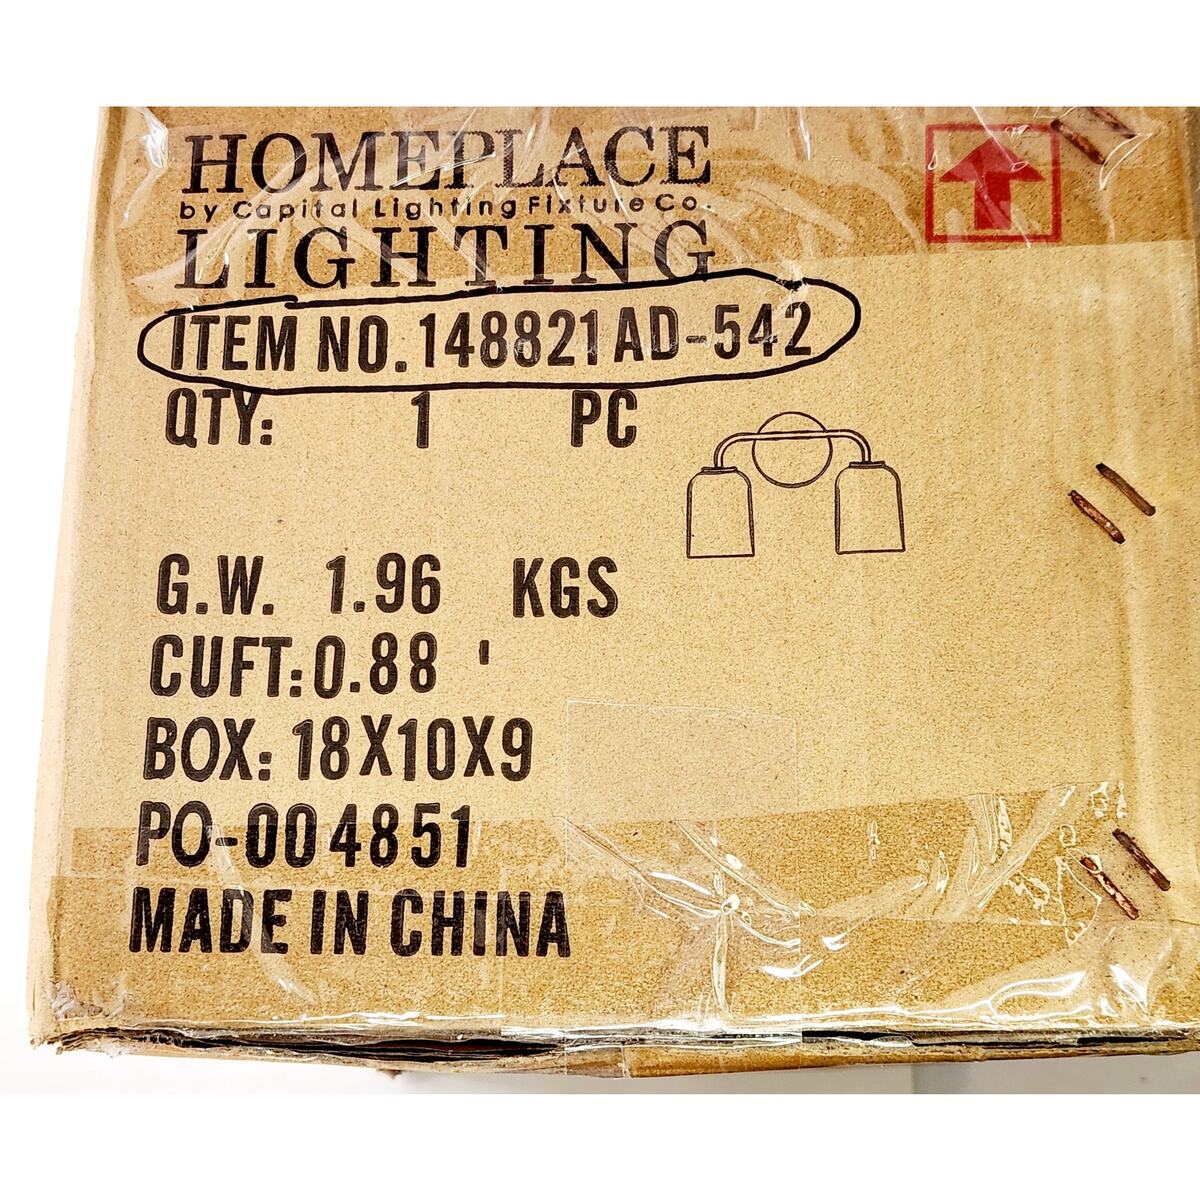 HOMEPLACE
by Capital Lighting Fixture Co.
LIGHTING
ITEM NO. 148821AD-542
QTY: 1 PC
G.W. 1.96 KGS
CUFT: 0.88 '
BOX: 18X10X9
PO-004851
MADE IN CHINA